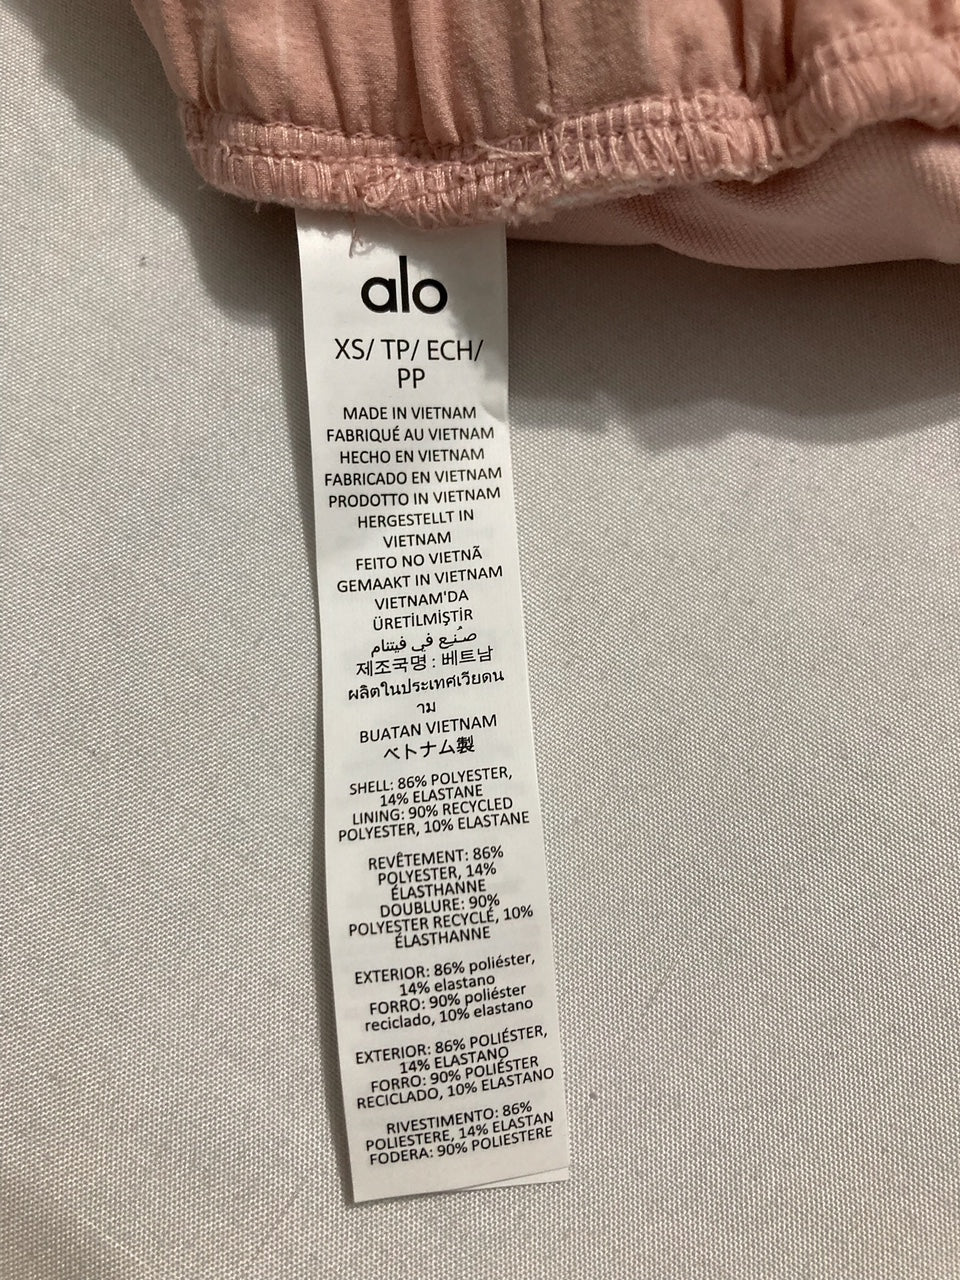 alo
XS/ TP/ ECH/
PP
MADE IN VIETNAM
FABRIQUÉ AU VIETNAM
HECHO EN VIETNAM
FABRICADO EN VIETNAM
PRODOTTO IN VIETNAM
HERGESTELLT IN
VIETNAM
FEITO NO VIETNÃ
GEMAAKT IN VIETNAM
VIETNAM'DA
ÜRETİLMİŞTİR
صُنِع في فيتنام
제조국명 : 베트남
ผลิตในประเทศเวียดน
าม
BUATAN VIETNAM
ベトナム製
SHELL: 86% POLYESTER,
14% ELASTANE
LINING: 90% RECYCLED
POLYESTER, 10% ELASTANE
REVÊTEMENT: 86%
POLYESTER, 14%
ÉLASTHANNE
DOUBLURE: 90%
POLYESTER RECYCLÉ, 10%
ÉLASTHANNE
EXTERIOR: 86% poliéster,
14% elastano
FORRO: 90% poliéster
reciclado, 10% elastano
EXTERIOR: 86% POLIÉSTER,
14% ELASTANO
FORRO: 90% POLIÉSTER
RECICLADO, 10% ELASTANO
RIVESTIMENTO: 86%
POLIESTERE, 14% ELASTAN
FODERA: 90% POLIESTERE